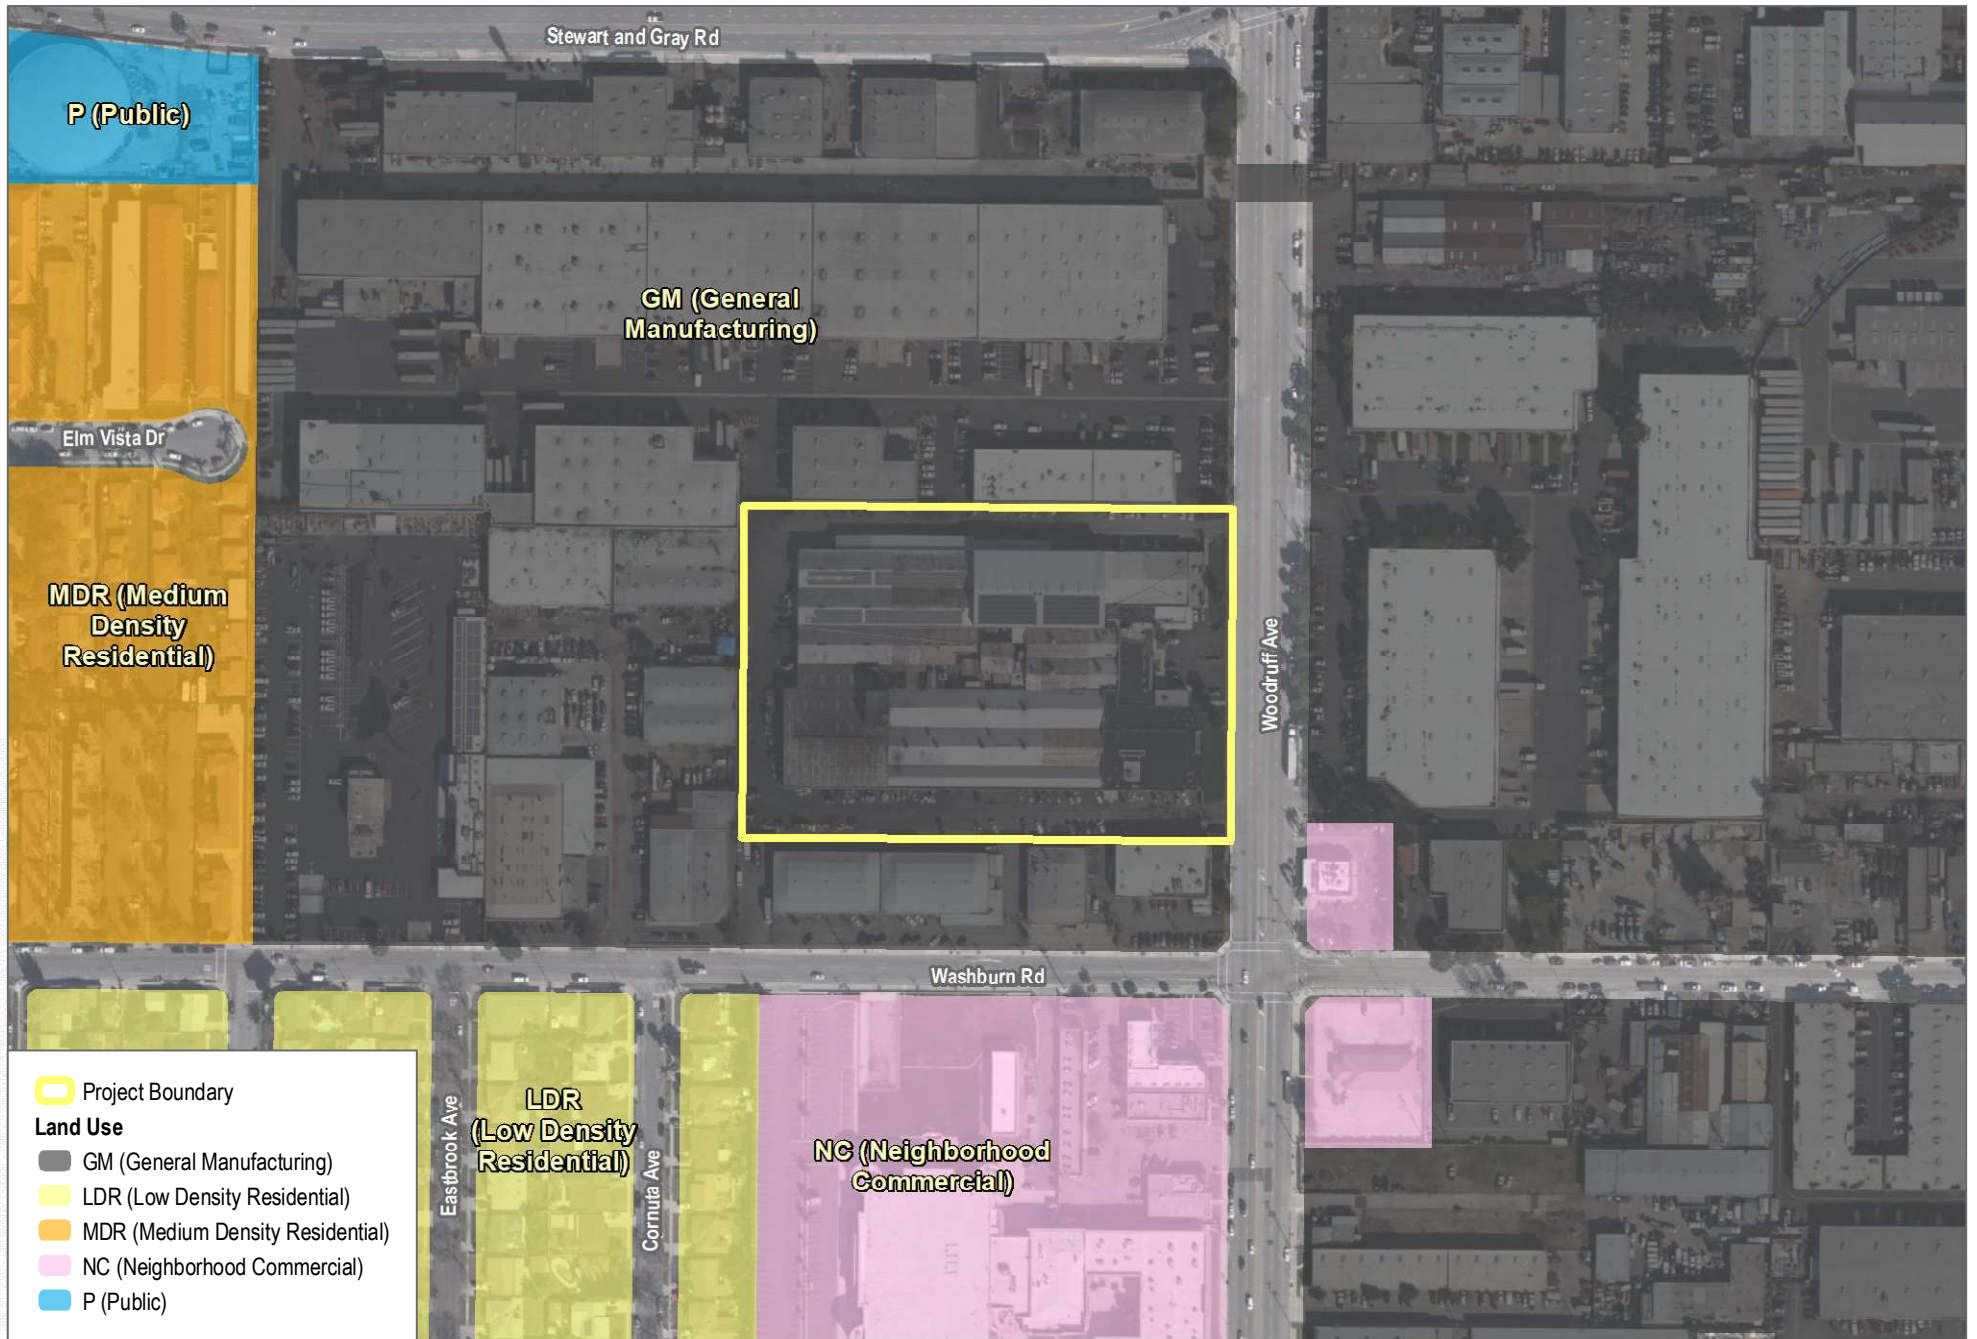 Stewart and Gray Rd
P (Public)
GM (General
Manufacturing)
Elm Vista Dr
MDR (Medium
Density
Residential)
Woodruff Ave
Washburn Rd
Eastbrook Ave
LDR
(Low Density
Residential)
Cornuta Ave
NC (Neighborhood
Commercial)
Project Boundary
Land Use
GM (General Manufacturing)
LDR (Low Density Residential)
MDR (Medium Density Residential)
NC (Neighborhood Commercial)
P (Public)